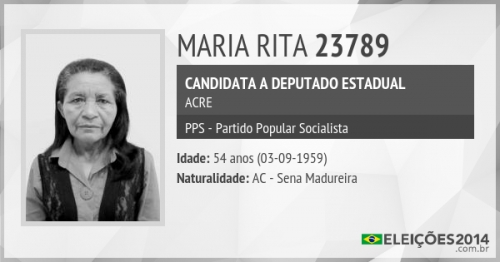 MARIA RITA 23789
CANDIDATA A DEPUTADO ESTADUAL
ACRE
PPS - Partido Popular Socialista
Idade: 54 anos (03-09-1959)
Naturalidade: AC - Sena Madureira
ELEIÇÕES2014
.com.br